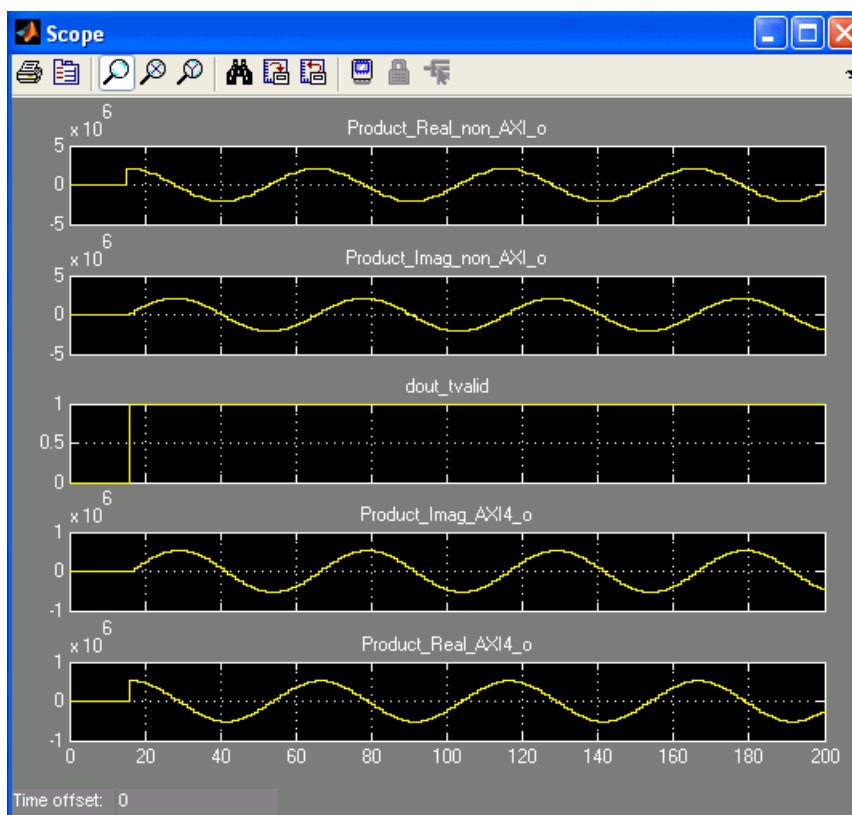 Scope
x 10 6
Product_Real_non_AXI_o
5
0
-5
x 10 6
Product_Imag_non_AXI_o
5
0
-5
dout_tvalid
1
0.5
0
x 10 6
Product_Imag_AXI4_o
1
0
-1
x 10 6
Product_Real_AXI4_o
1
0
-1
0 20 40 60 80 100 120 140 160 180 200
Time offset: 0